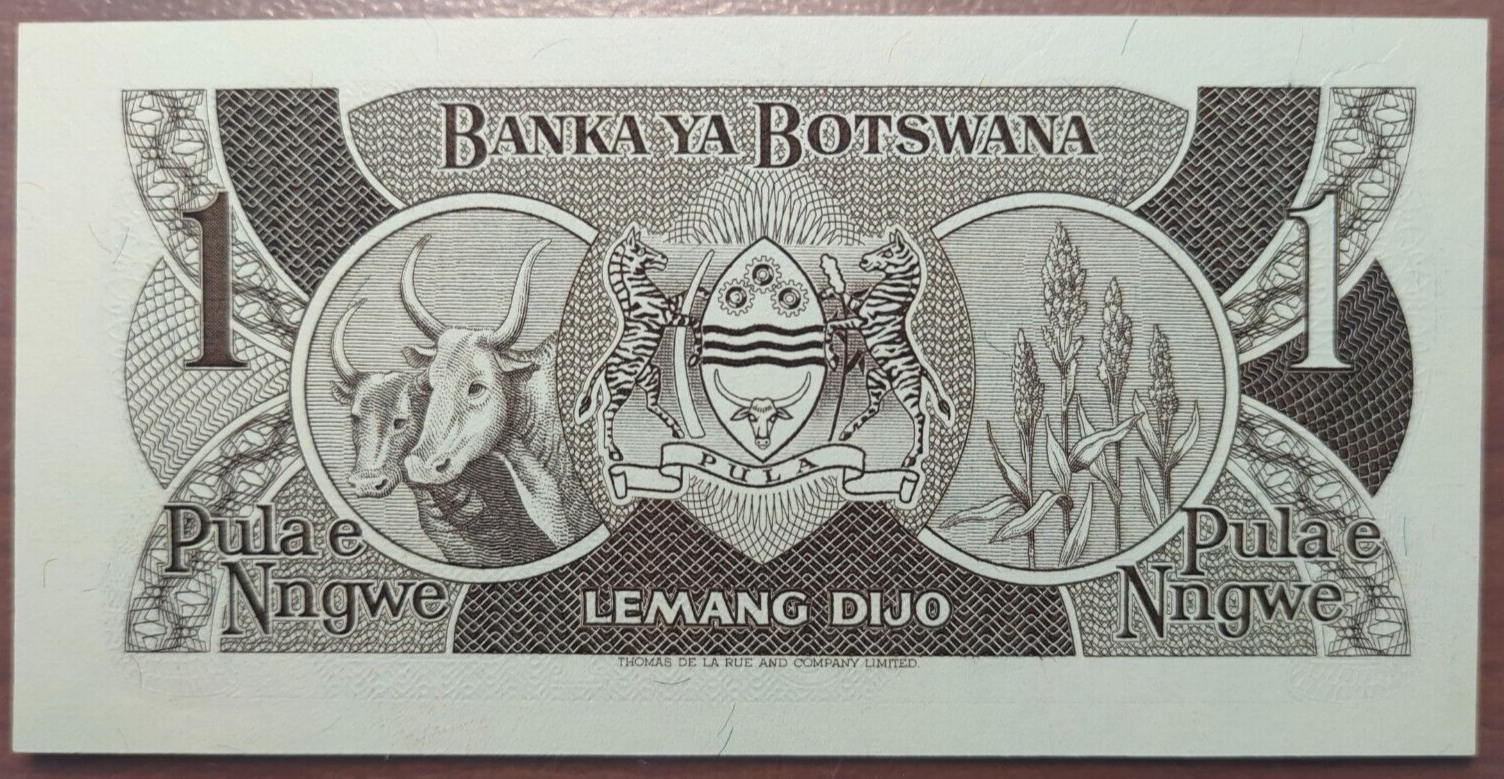 BANKA YA BOTSWANA
1
1
PULA
Pula e
Nngwe
Pula e
Nngwe
LEMANG DIJO
THOMAS DE LA RUE AND COMPANY LIMITED.